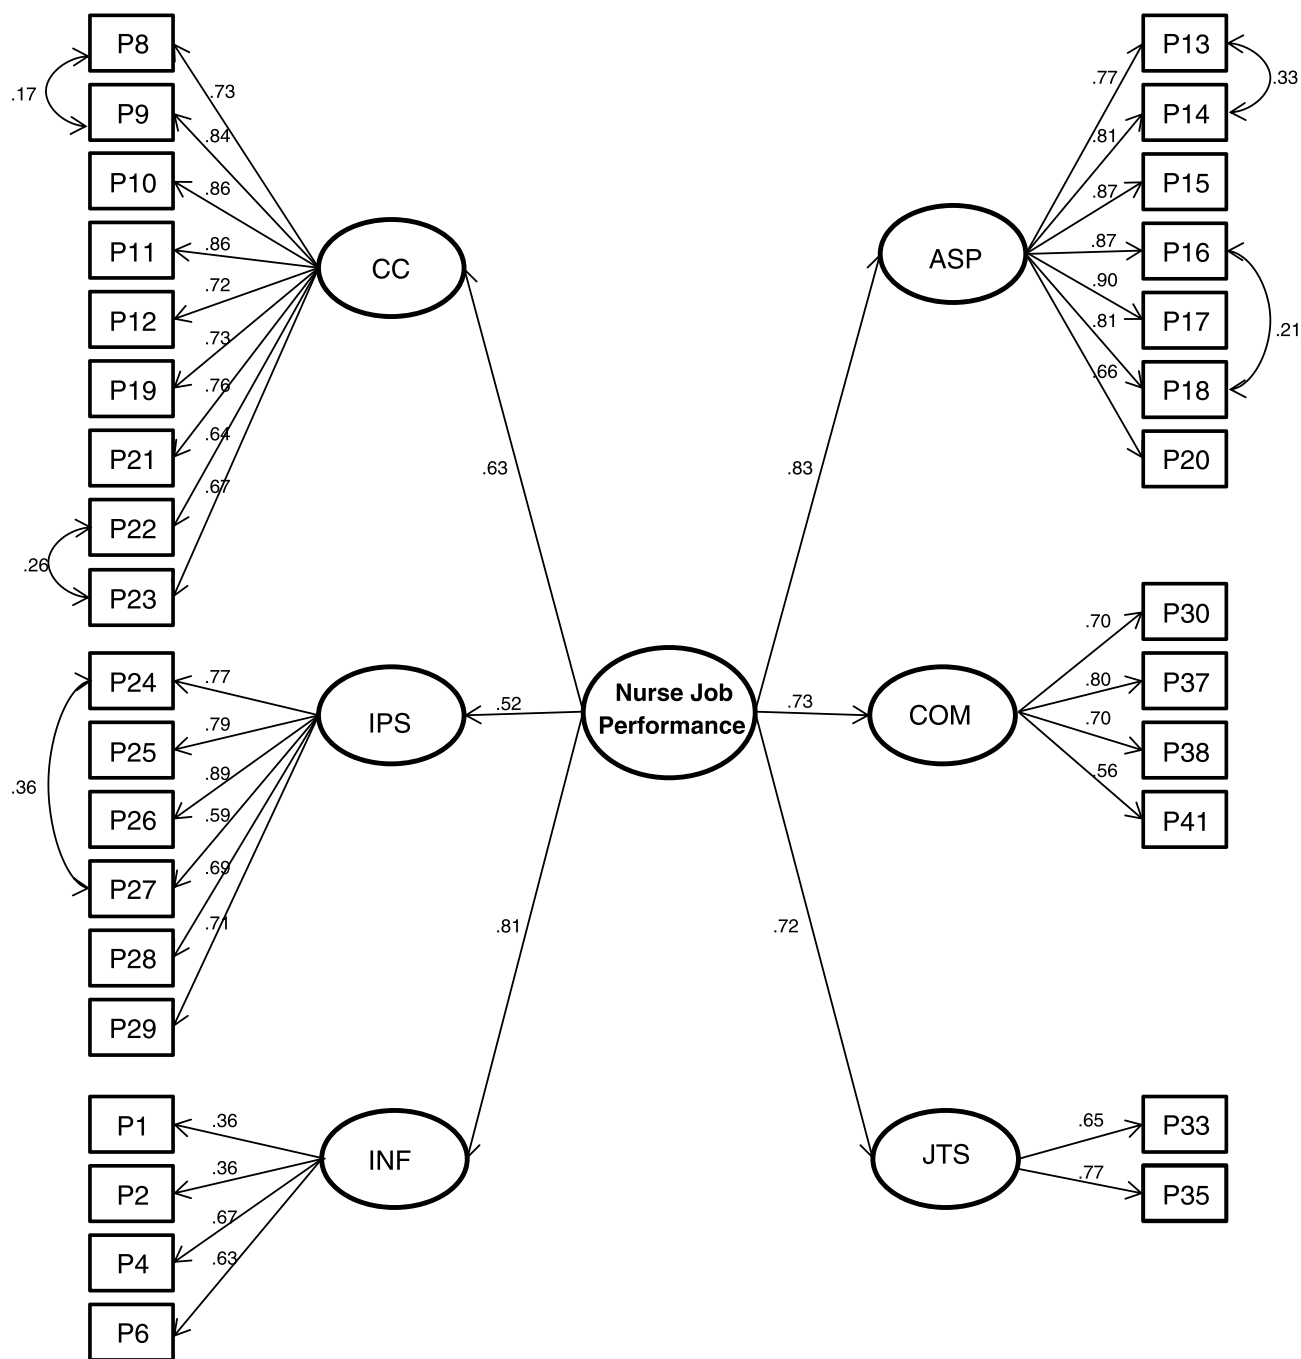 P8
P9
P10
P11
P12
P19
P21
P22
P23
.17
.26
.73
.84
.86
.86
.72
.73
.76
.64
.67
CC
.63
P24
P25
P26
P27
P28
P29
.36
.77
.79
.89
.59
.69
.71
IPS
.52
P1
P2
P4
P6
.36
.36
.67
.63
INF
.81
Nurse Job
Performance
.83
ASP
.77
.81
.87
.87
.90
.81
.66
P13
P14
P15
P16
P17
P18
P20
.33
.21
.73
COM
.70
.80
.70
.56
P30
P37
P38
P41
.72
JTS
.65
.77
P33
P35